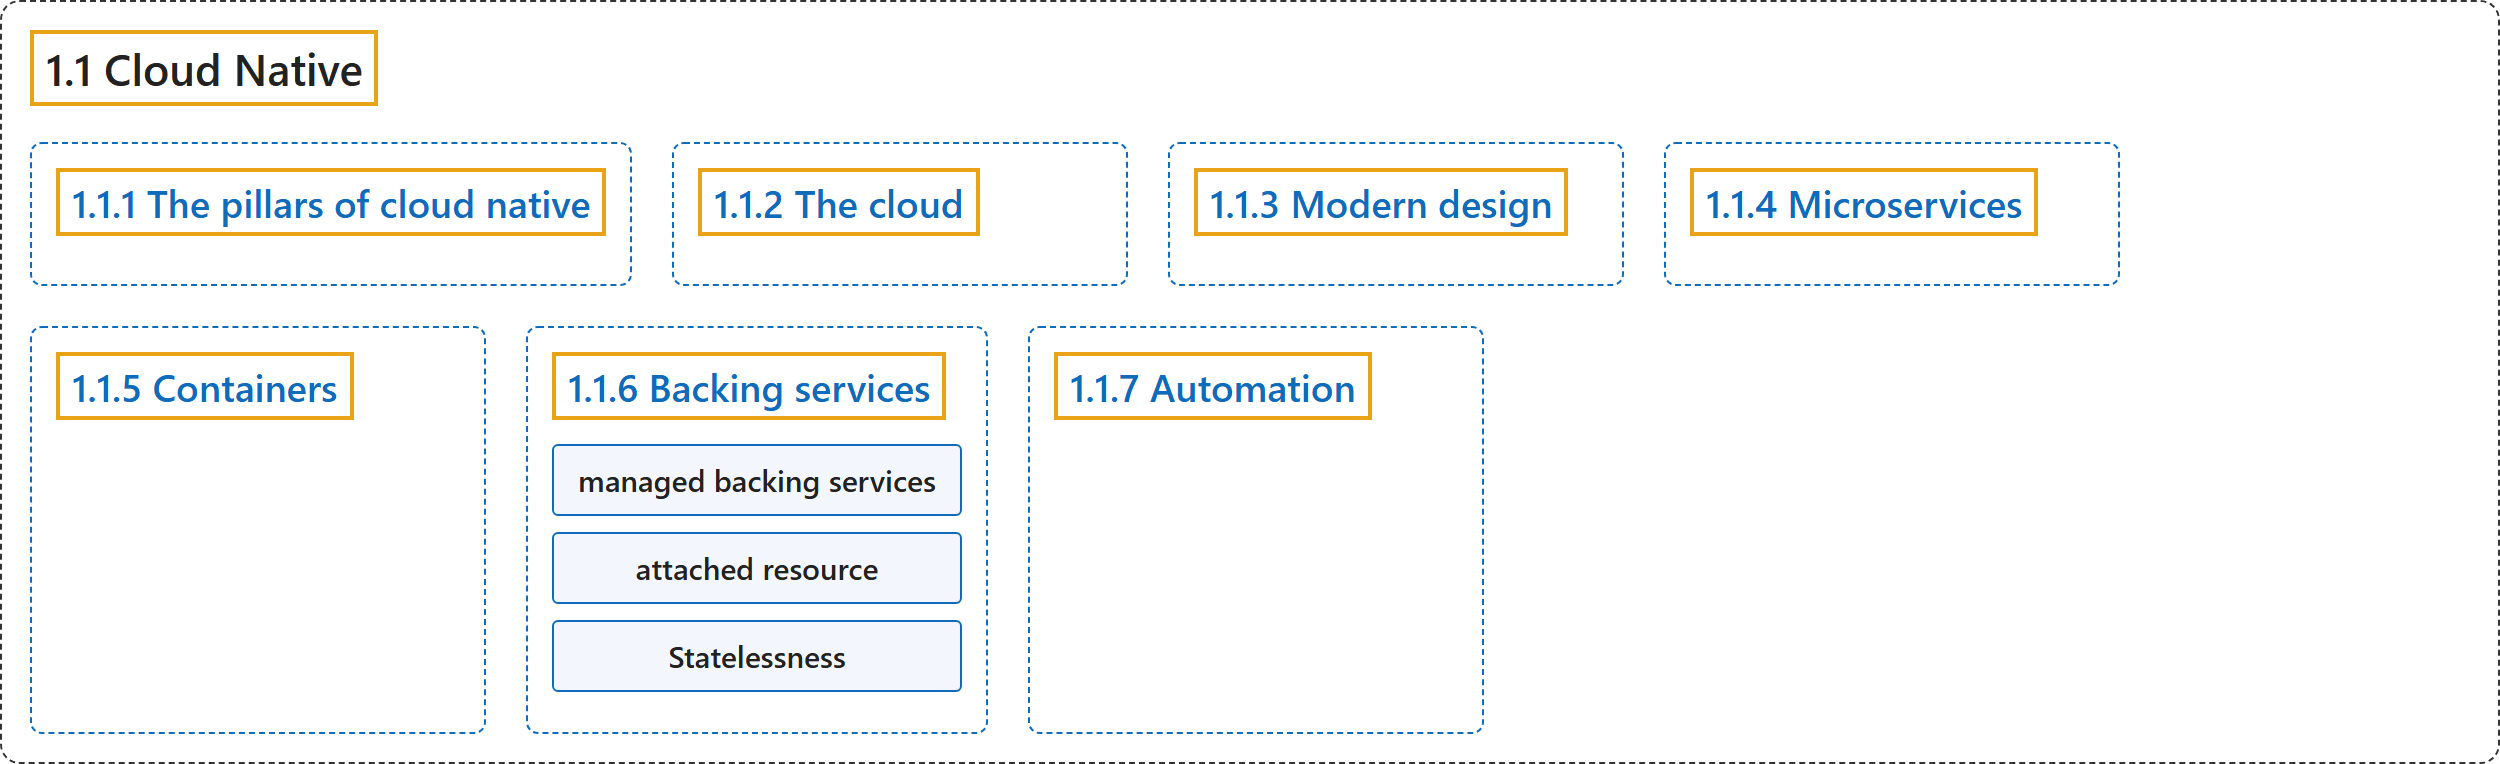 1.1 Cloud Native
1.1.1 The pillars of cloud native
1.1.2 The cloud
1.1.3 Modern design
1.1.4 Microservices
1.1.5 Containers
1.1.6 Backing services
managed backing services
attached resource
Statelessness
1.1.7 Automation